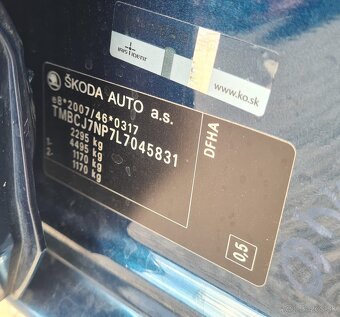 www.ko.sk
ŠKODA AUTO a.s.
e8*2007/46*0317
TMBCJ7NP7L7045831
2295 kg
4495 kg
1- 1170 kg
2- 1170 kg
DFHA
0,5